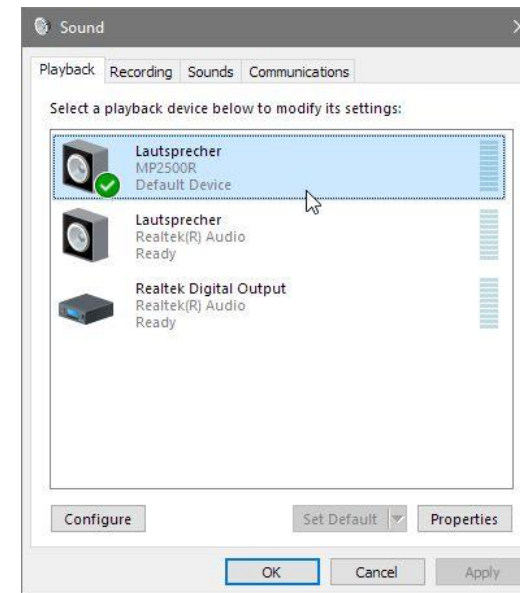 Sound
Playback Recording Sounds Communications
Select a playback device below to modify its settings:
Lautsprecher
MP2500R
Default Device
Lautsprecher
Realtek(R) Audio
Ready
Realtek Digital Output
Realtek(R) Audio
Ready
Configure Set Default Properties
OK Cancel Apply